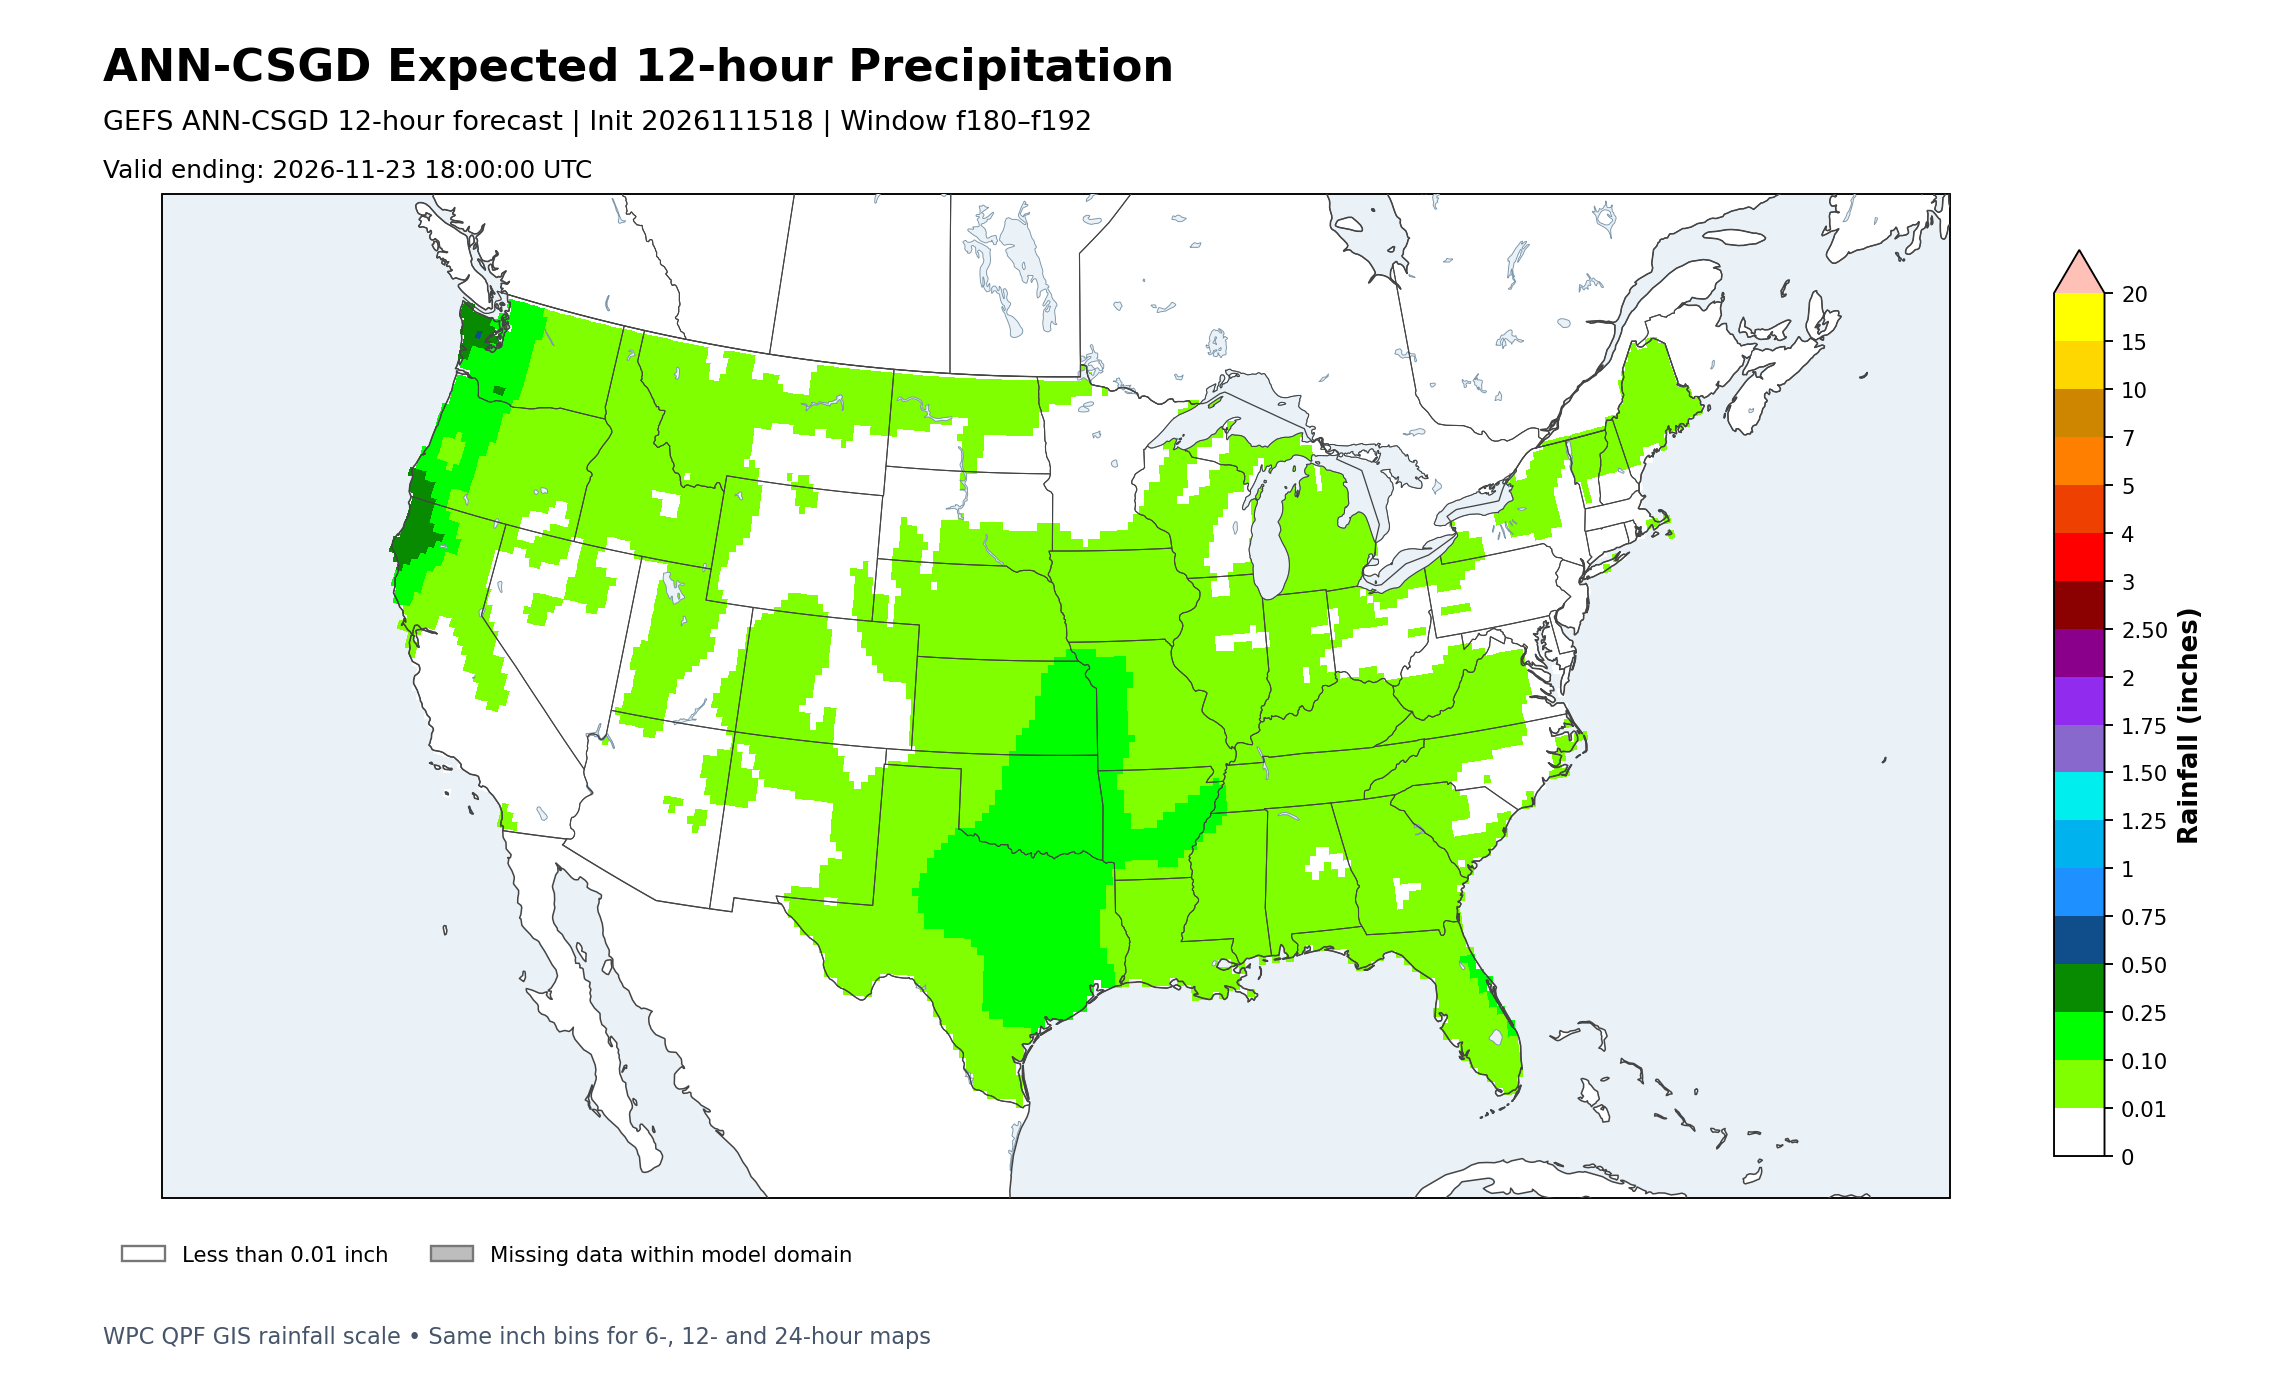 ANN-CSGD Expected 12-hour Precipitation
GEFS ANN-CSGD 12-hour forecast | Init 2026111518 | Window f180–f192
Valid ending: 2026-11-23 18:00:00 UTC
20
15
10
7
5
4
3
2.50
2
1.75
1.50
1.25
1
0.75
0.50
0.25
0.10
0.01
0
Rainfall (inches)
Less than 0.01 inch
Missing data within model domain
WPC QPF GIS rainfall scale • Same inch bins for 6-, 12- and 24-hour maps